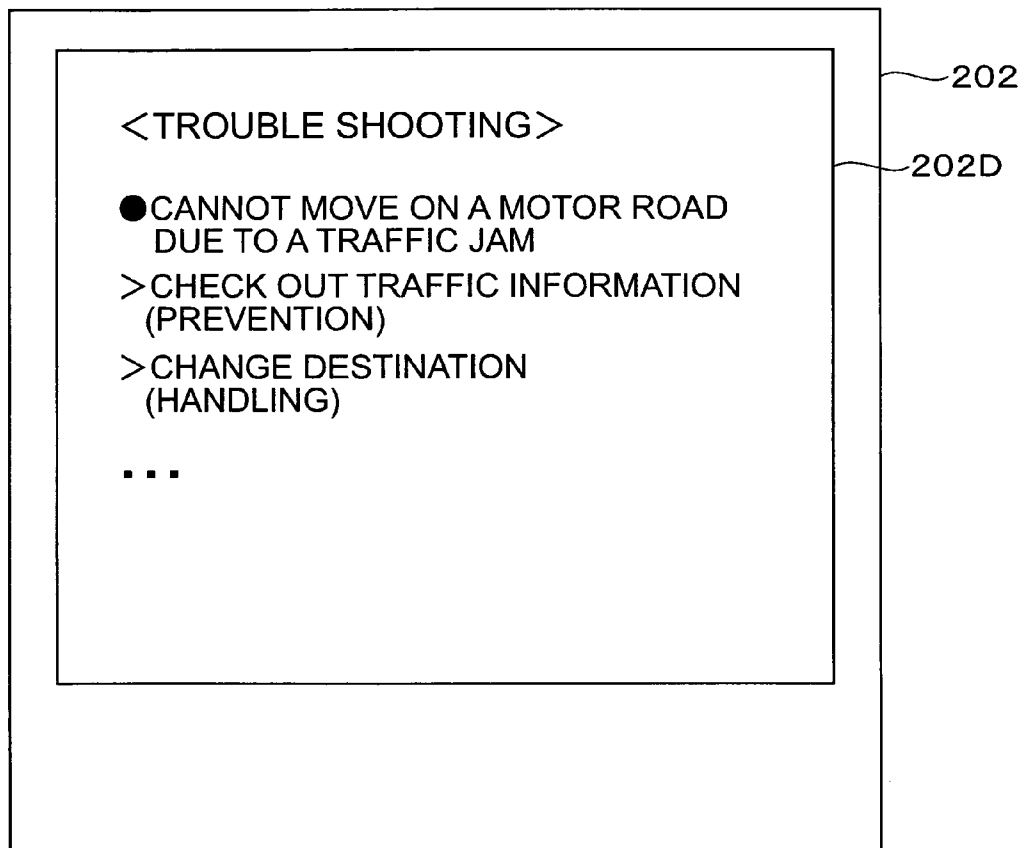 202
<TROUBLE SHOOTING>
202D
●CANNOT MOVE ON A MOTOR ROAD
DUE TO A TRAFFIC JAM
>CHECK OUT TRAFFIC INFORMATION
(PREVENTION)
>CHANGE DESTINATION
(HANDLING)
...